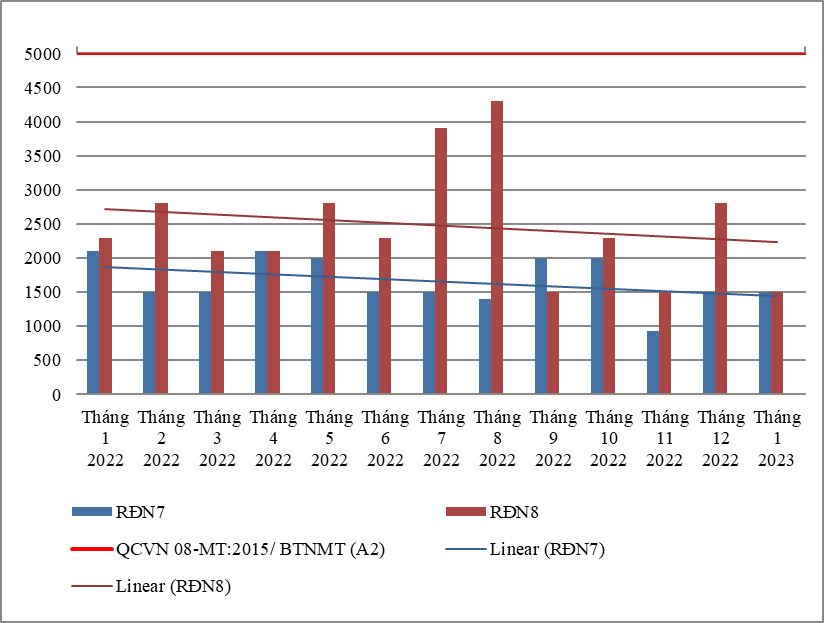 5000
4500
4000
3500
3000
2500
2000
1500
1000
500
0
Tháng Tháng Tháng Tháng Tháng Tháng Tháng Tháng Tháng Tháng Tháng Tháng Tháng
1 2 3 4 5 6 7 8 9 10 11 12 1
2022 2022 2022 2022 2022 2022 2022 2022 2022 2022 2022 2022 2023
RĐN7 RĐN8
QCVN 08-MT:2015/ BTNMT (A2) Linear (RĐN7)
Linear (RĐN8)